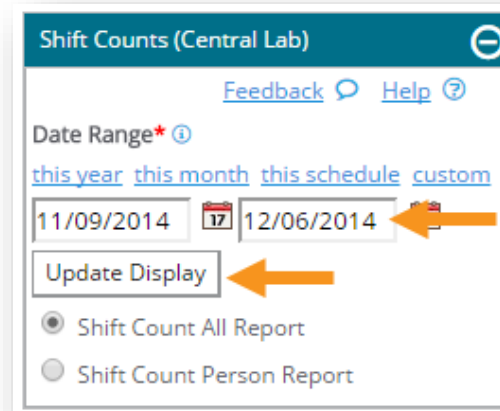 Shift Counts (Central Lab)
Feedback Help
Date Range*
this year this month this schedule custom
11/09/2014 17 12/06/2014
Update Display
Shift Count All Report
Shift Count Person Report